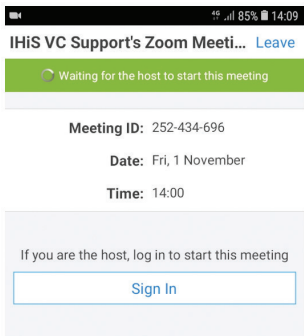 4G 85% 14:09
IHiS VC Support's Zoom Meeti... Leave
Waiting for the host to start this meeting
Meeting ID: 252-434-696
Date: Fri, 1 November
Time: 14:00
If you are the host, log in to start this meeting
Sign In